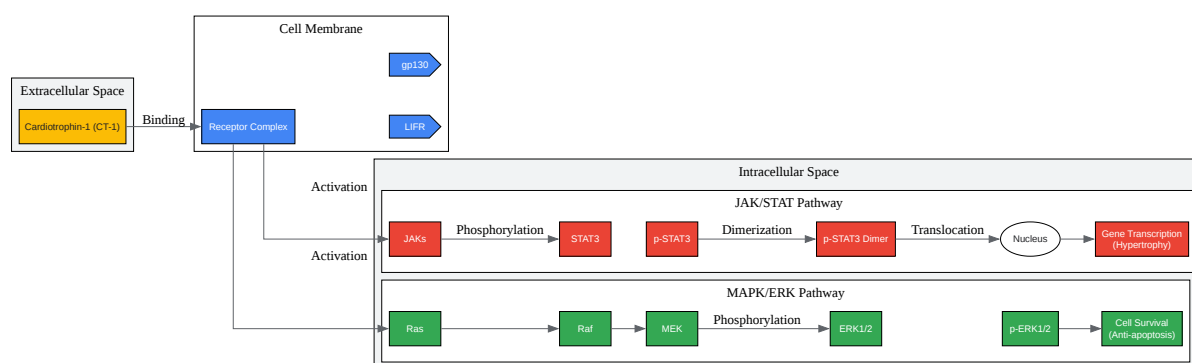 Cell Membrane
gp130
Extracellular Space
Cardiotrophin-1 (CT-1)
Binding
Receptor Complex
LIFR
Intracellular Space
Activation
JAK/STAT Pathway
JAKs
Phosphorylation
STAT3
p-STAT3
Dimerization
p-STAT3 Dimer
Translocation
Nucleus
Gene Transcription
(Hypertrophy)
Activation
MAPK/ERK Pathway
Ras
Raf
MEK
Phosphorylation
ERK1/2
p-ERK1/2
Cell Survival
(Anti-apoptosis)